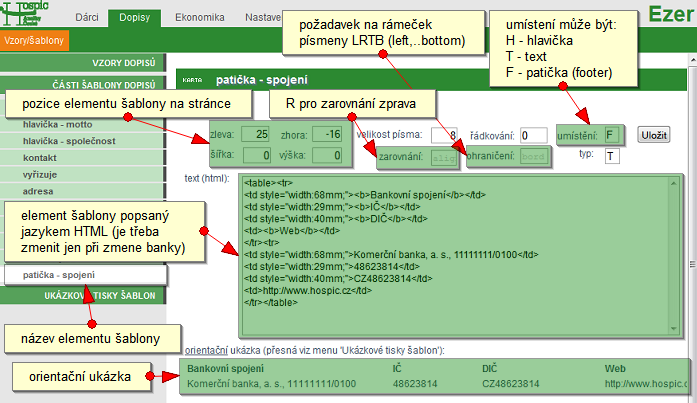 Hospic
Dárci
Dopisy
Ekonomika
Nastave
Ezer
Vzory/šablony
požadavek na rámeček
písmeny LRTB (left,..bottom)
umístení může být:
H - hlavička
T - text
F - patička (footer)
VZORY DOPISŮ
ČÁSTI ŠABLONY DOPISŮ
KARTA
patička - spojení
pozice elementu šablony na stránce
R pro zarovnání zprava
hlavička - motto
hlavička - společnost
kontakt
vyřizuje
adresa
zleva: 25 zhora: -16 velikost písma: 8 řádkování: 0 umístění: F Uložit
šířka: 0 výška: 0 zarovnání: alig ohraničení: bord typ: T
text (html):
<table><tr>
<td style="width:68mm;"><b>Bankovní spojení</b></td>
<td style="width:29mm;"><b>IČ</b></td>
<td style="width:40mm;"><b>DIČ</b></td>
<td><b>Web</b></td>
</tr><tr>
<td style="width:68mm;">Komerční banka, a. s., 11111111/0100</td>
<td style="width:29mm;">48623814</td>
<td style="width:40mm;">CZ48623814</td>
<td>http://www.hospic.cz</td>
</tr></table>
element šablony popsaný
jazykem HTML (je třeba
zmenit jen při zmene banky)
patička - spojení
UKÁZKOVÉ TISKY ŠABLON
název elementu šablony
orientační ukázka (přesná viz menu 'Ukázkové tisky šablon'):
orientační ukázka
Bankovní spojení IČ DIČ Web
Komerční banka, a. s., 11111111/0100 48623814 CZ48623814 http://www.hospic.c